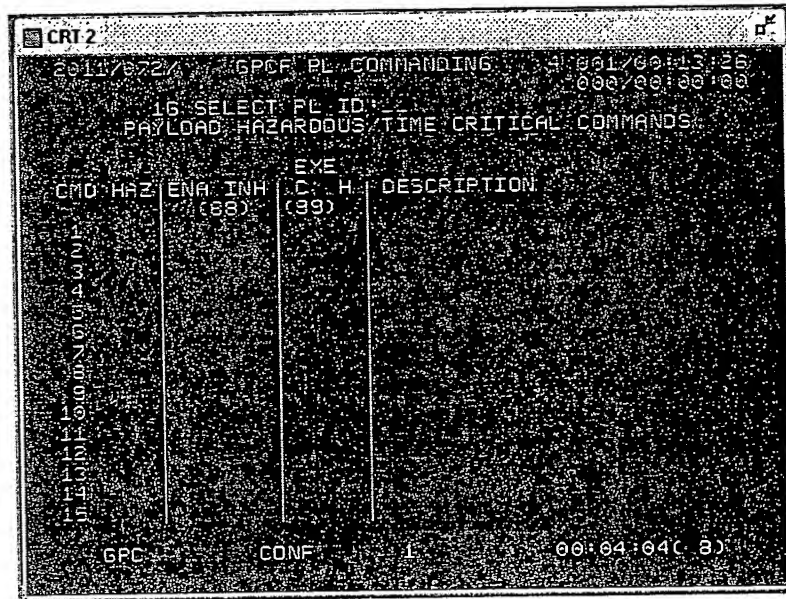 CRT 2
2011/072/ GPCF PL COMMANDING 4 001/00:13:26
000/00:00:00
16 SELECT PL ID:__
PAYLOAD HAZARDOUS/TIME CRITICAL COMMANDS
EXE
CMD HAZ ENA INH C H DESCRIPTION
(88) (99)
1
2
3
4
5
6
7
8
9
10
11
12
13
14
15
GPC CONF 1 00:04:04( 8)